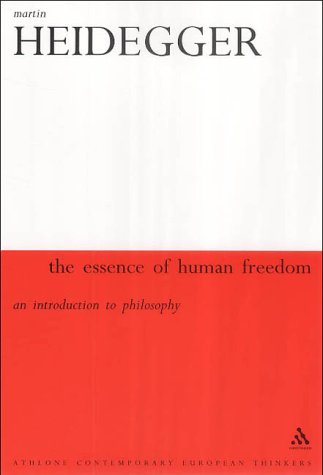 martin
HEIDEGGER
the essence of human freedom
an introduction to philosophy
ATHLONE CONTEMPORARY EUROPEAN THINKERS